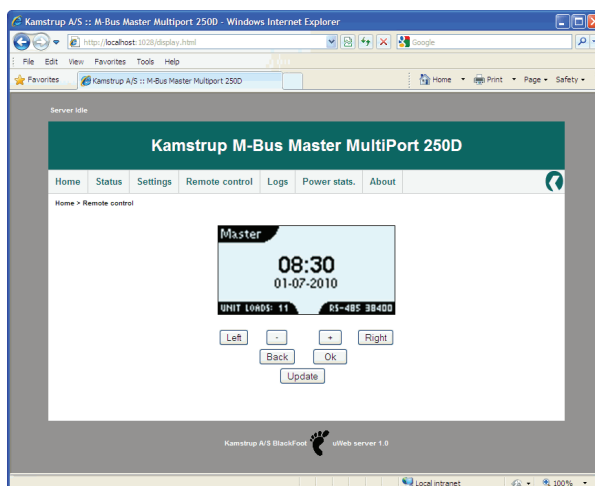 Kamstrup A/S :: M-Bus Master Multiport 250D - Windows Internet Explorer
http://localhost:1028/display.html
Google
File Edit View Favorites Tools Help
Favorites Kamstrup A/S :: M-Bus Master Multiport 250D Home Print Page Safety
Server Idle
Kamstrup M-Bus Master MultiPort 250D
Home Status Settings Remote control Logs Power stats. About
Home > Remote control
Master
08:30
01-07-2010
UNIT LOADS: 11 RS-485 38400
Left - + Right
Back Ok
Update
Kamstrup A/S BlackFoot uWeb server 1.0
Local intranet 100%